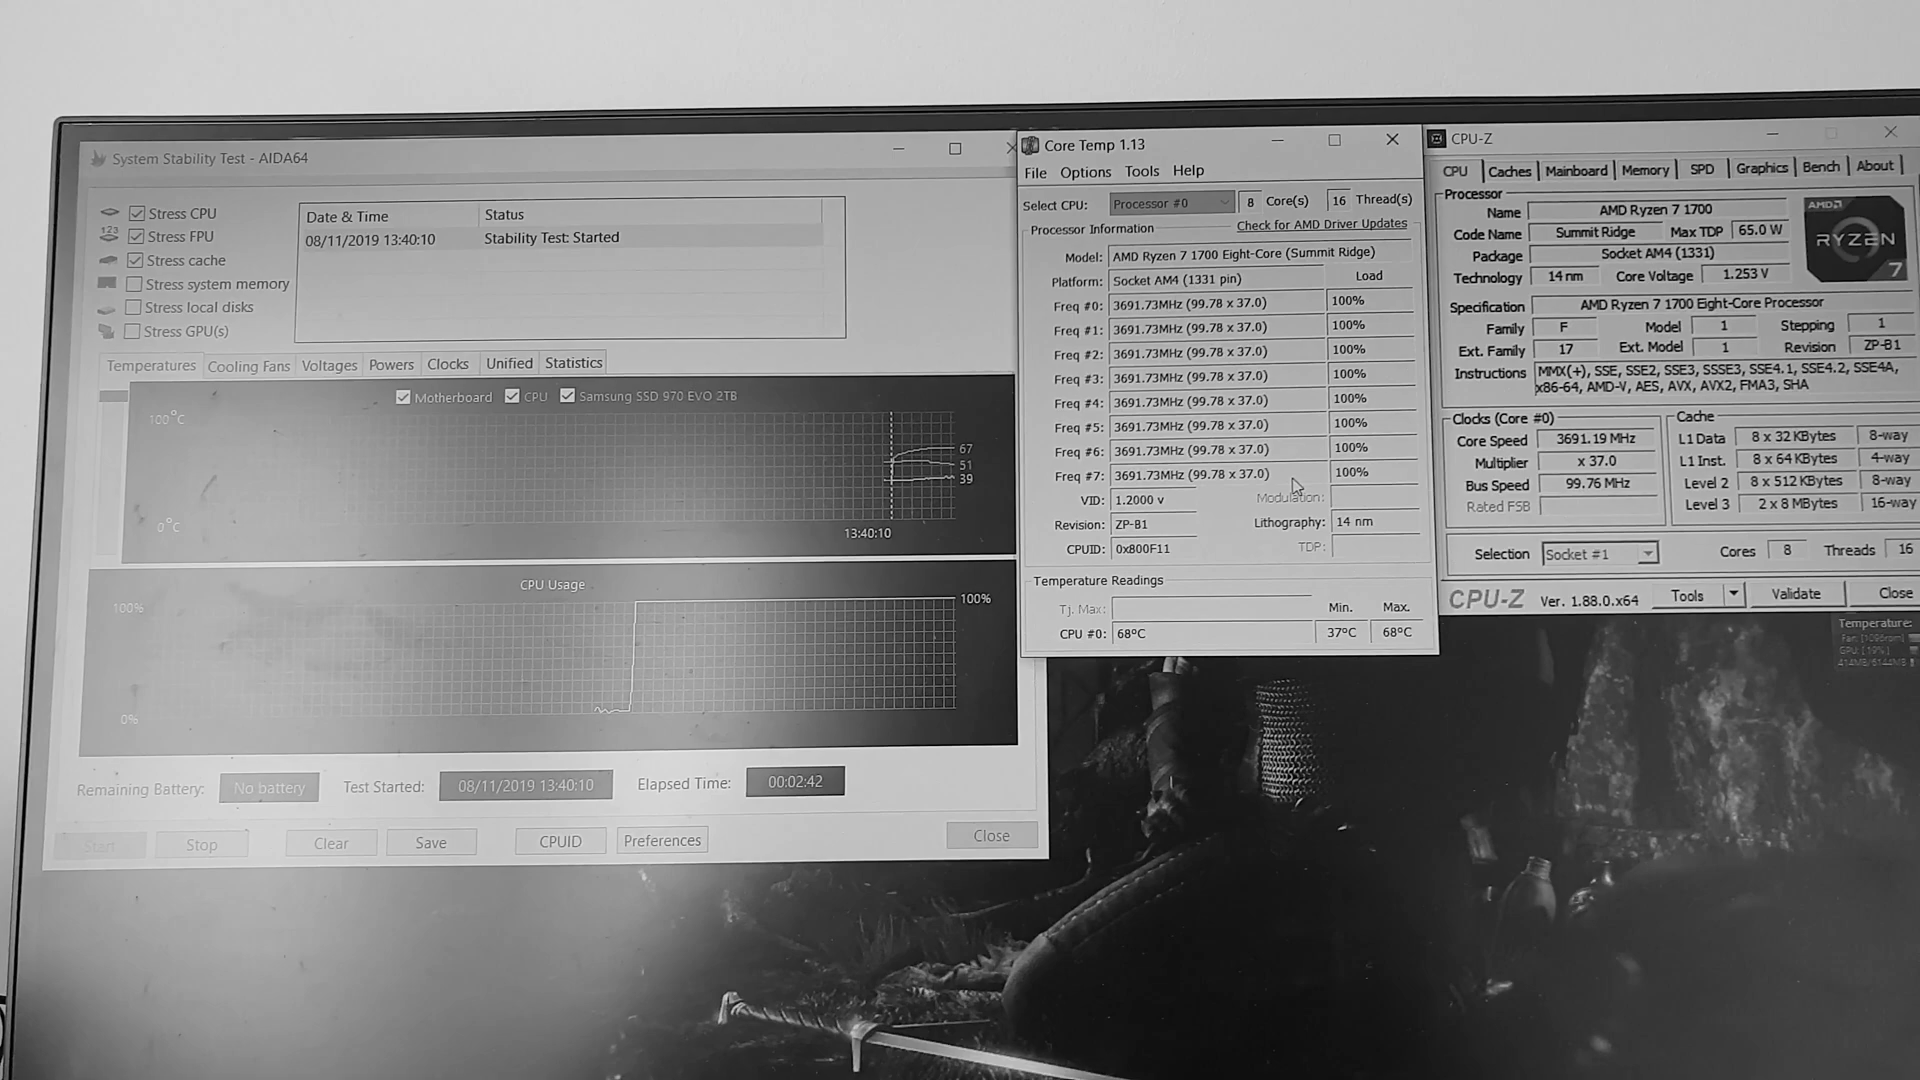 System Stability Test - AIDA64
Stress CPU
123
Stress FPU
Stress cache
Stress system memory
Stress local disks
Stress GPU(s)
Date & Time Status
08/11/2019 13:40:10 Stability Test: Started
Temperatures Cooling Fans Voltages Powers Clocks Unified Statistics
Motherboard CPU Samsung SSD 970 EVO 2TB
100°C
67
51
39
0°C
13:40:10
CPU Usage
100% 100%
0%
Remaining Battery: No battery Test Started: 08/11/2019 13:40:10 Elapsed Time: 00:02:42
Start Stop Clear Save CPUID Preferences Close
Core Temp 1.13
File Options Tools Help
Select CPU: Processor #0 8 Core(s) 16 Thread(s)
Processor Information Check for AMD Driver Updates
Model: AMD Ryzen 7 1700 Eight-Core (Summit Ridge)
Platform: Socket AM4 (1331 pin) Load
Freq #0: 3691.73MHz (99.78 x 37.0) 100%
Freq #1: 3691.73MHz (99.78 x 37.0) 100%
Freq #2: 3691.73MHz (99.78 x 37.0) 100%
Freq #3: 3691.73MHz (99.78 x 37.0) 100%
Freq #4: 3691.73MHz (99.78 x 37.0) 100%
Freq #5: 3691.73MHz (99.78 x 37.0) 100%
Freq #6: 3691.73MHz (99.78 x 37.0) 100%
Freq #7: 3691.73MHz (99.78 x 37.0) 100%
VID: 1.2000 v Modulation:
Revision: ZP-B1 Lithography: 14 nm
CPUID: 0x800F11 TDP:
Temperature Readings
Tj. Max: Min. Max.
CPU #0: 68°C 37°C 68°C
CPU-Z
CPU Caches Mainboard Memory SPD Graphics Bench About
Processor
Name AMD Ryzen 7 1700
Code Name Summit Ridge Max TDP 65.0 W
Package Socket AM4 (1331)
Technology 14 nm Core Voltage 1.253 V
AMD
RYZEN
7
Specification AMD Ryzen 7 1700 Eight-Core Processor
Family F Model 1 Stepping 1
Ext. Family 17 Ext. Model 1 Revision ZP-B1
Instructions MMX(+), SSE, SSE2, SSE3, SSSE3, SSE4.1, SSE4.2, SSE4A,
x86-64, AMD-V, AES, AVX, AVX2, FMA3, SHA
Clocks (Core #0)
Core Speed 3691.19 MHz
Multiplier x 37.0
Bus Speed 99.76 MHz
Rated FSB
Cache
L1 Data 8 x 32 KBytes 8-way
L1 Inst. 8 x 64 KBytes 4-way
Level 2 8 x 512 KBytes 8-way
Level 3 2 x 8 MBytes 16-way
Selection Socket #1 Cores 8 Threads 16
CPU-Z Ver. 1.88.0.x64 Tools Validate Close
Temperature:
GPU: [19%]